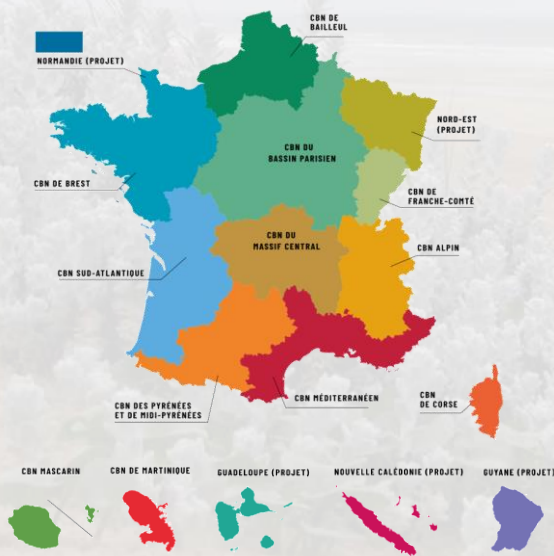 CBN DE
BAILLEUL
NORMANDIE (PROJET)
NORD-EST
(PROJET)
CBN DU
BASSIN PARISIEN
CBN DE BREST
CBN DE
FRANCHE-COMTÉ
CBN DU
MASSIF CENTRAL
CBN ALPIN
CBN SUD-ATLANTIQUE
CBN DES PYRÉNÉES
ET DE MIDI-PYRÉNÉES
CBN MÉDITERRANÉEN
CBN
DE CORSE
CBN MASCARIN
CBN DE MARTINIQUE
GUADELOUPE (PROJET)
NOUVELLE CALÉDONIE (PROJET)
GUYANE (PROJET)